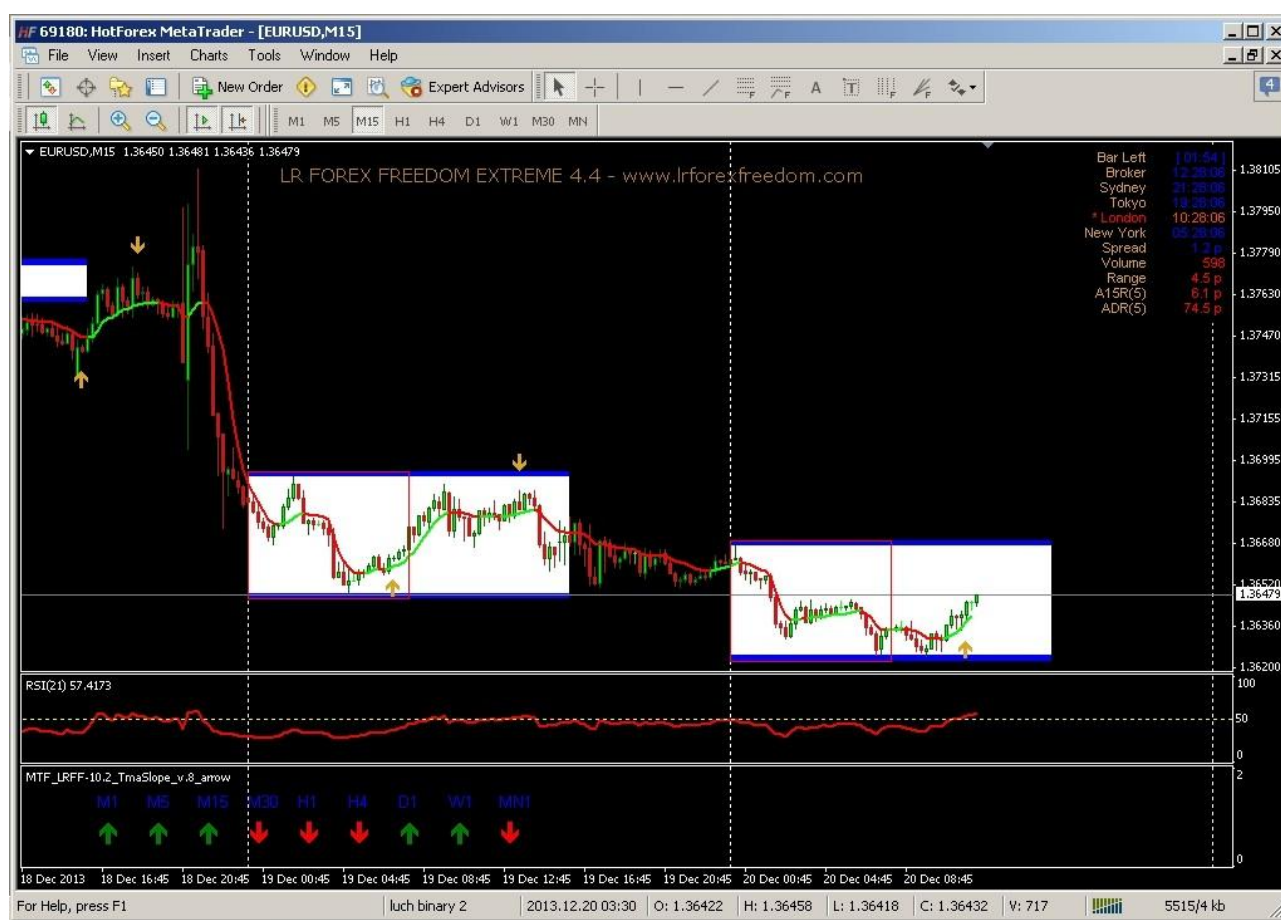 HF 69180: HotForex MetaTrader - [EURUSD,M15]
File View Insert Charts Tools Window Help
New Order Expert Advisors F F A T F F 4
M1 M5 M15 H1 H4 D1 W1 M30 MN
EURUSD,M15 1.36450 1.36481 1.36436 1.36479
LR FOREX FREEDOM EXTREME 4.4 - www.lrforexfreedom.com
Bar Left [ 01:54 ]
Broker 12:28:06
Sydney 21:28:06
Tokyo 19:28:06
* London 10:28:06
New York 05:28:06
Spread 1.2 p
Volume 598
Range 4.5 p
A15R(5) 6.1 p
ADR(5) 74.5 p
1.38105
1.37950
1.37790
1.37630
1.37470
1.37315
1.37155
1.36995
1.36835
1.36680
1.36520
1.36479
1.36360
1.36200
RSI(21) 57.4173
100
50
0
MTF_LRFF-10.2_TmaSlope_v.8_arrow
2
M1 M5 M15 M30 H1 H4 D1 W1 MN1
0
18 Dec 2013 18 Dec 16:45 18 Dec 20:45 19 Dec 00:45 19 Dec 04:45 19 Dec 08:45 19 Dec 12:45 19 Dec 16:45 19 Dec 20:45 20 Dec 00:45 20 Dec 04:45 20 Dec 08:45
For Help, press F1 luch binary 2 2013.12.20 03:30 O: 1.36422 H: 1.36458 L: 1.36418 C: 1.36432 V: 717 5515/4 kb